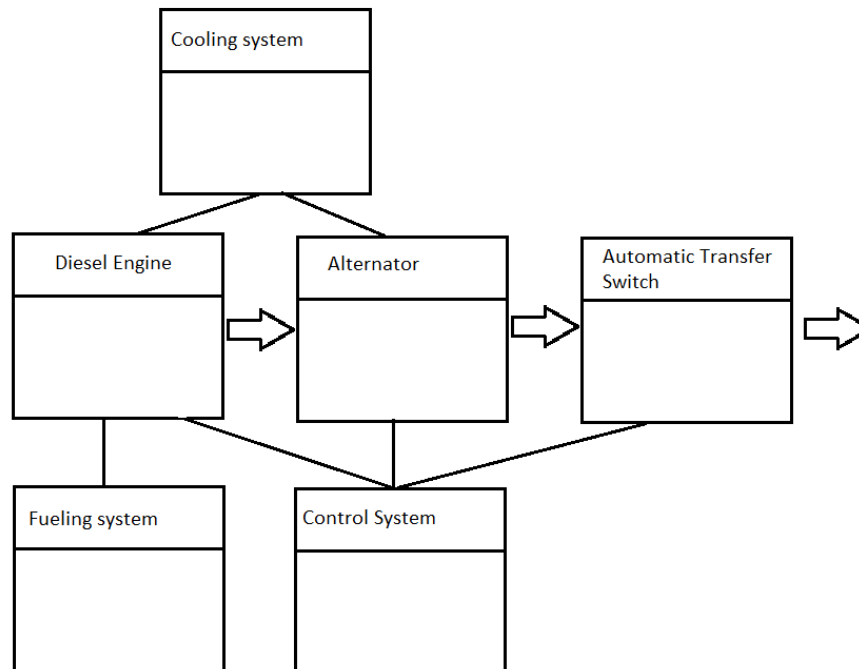 Cooling system
Diesel Engine
Alternator
Automatic Transfer
Switch
Fueling system
Control System